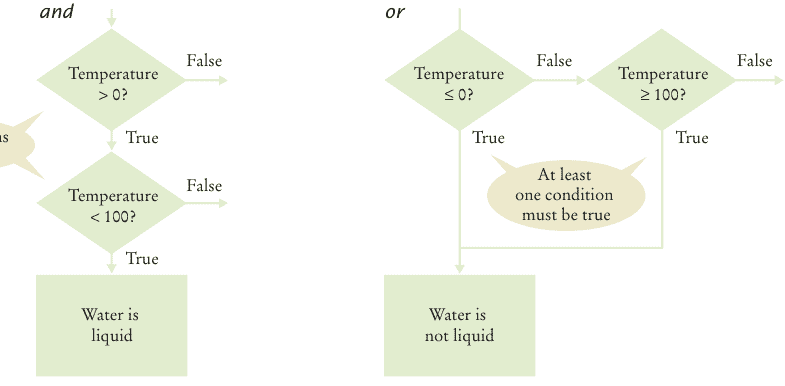 and
Temperature
> 0?
False
True
Temperature
< 100?
False
True
Water is
liquid
or
Temperature
≤ 0?
False
True
Temperature
≥ 100?
False
True
At least
one condition
must be true
Water is
not liquid